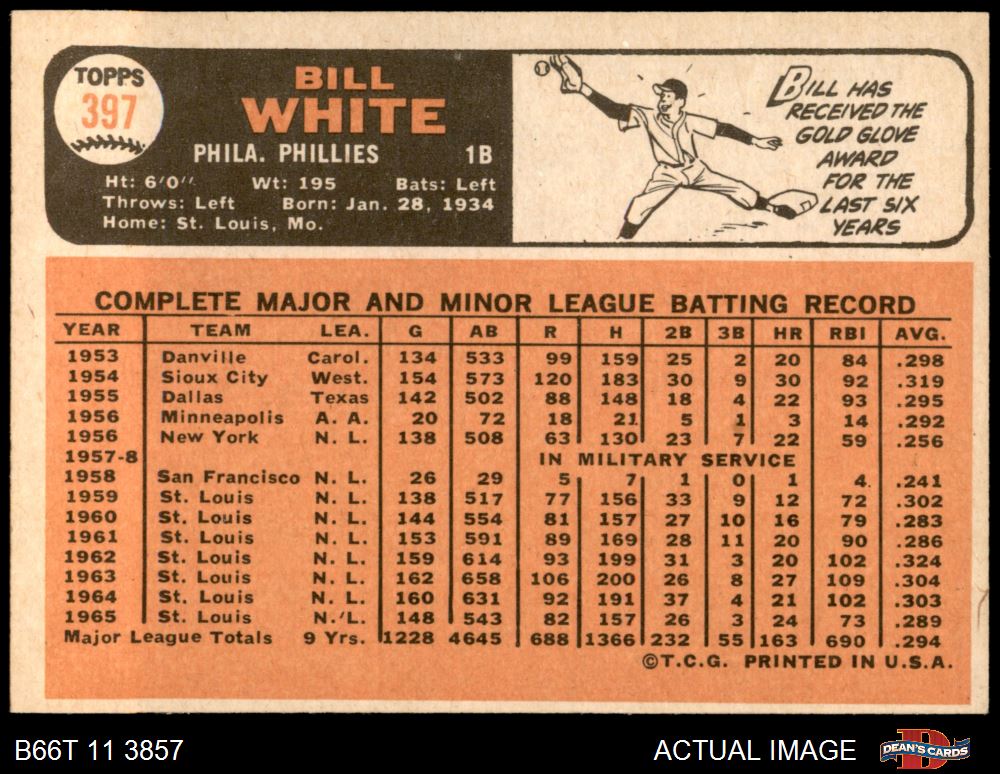 TOPPS
397
BILL
WHITE
PHILA. PHILLIES 1B
Ht: 6'0" Wt: 195 Bats: Left
Throws: Left Born: Jan. 28, 1934
Home: St. Louis, Mo.
BILL HAS
RECEIVED THE
GOLD GLOVE
AWARD
FOR THE
LAST SIX
YEARS
COMPLETE MAJOR AND MINOR LEAGUE BATTING RECORD
YEAR TEAM LEA. G AB R H 2B 3B HR RBI AVG.
1953 Danville Carol. 134 533 99 159 25 2 20 84 .298
1954 Sioux City West. 154 573 120 183 30 9 30 92 .319
1955 Dallas Texas 142 502 88 148 18 4 22 93 .295
1956 Minneapolis A. A. 20 72 18 21 5 1 3 14 .292
1956 New York N. L. 138 508 63 130 23 7 22 59 .256
1957-8 IN MILITARY SERVICE
1958 San Francisco N. L. 26 29 5 7 1 0 1 4 .241
1959 St. Louis N. L. 138 517 77 156 33 9 12 72 .302
1960 St. Louis N. L. 144 554 81 157 27 10 16 79 .283
1961 St. Louis N. L. 153 591 89 169 28 11 20 90 .286
1962 St. Louis N. L. 159 614 93 199 31 3 20 102 .324
1963 St. Louis N. L. 162 658 106 200 26 8 27 109 .304
1964 St. Louis N. L. 160 631 92 191 37 4 21 102 .303
1965 St. Louis N. L. 148 543 82 157 26 3 24 73 .289
Major League Totals 9 Yrs. 1228 4645 688 1366 232 55 163 690 .294
©T.C.G. PRINTED IN U.S.A.
B66T 11 3857 ACTUAL IMAGE DEAN'S CARDS